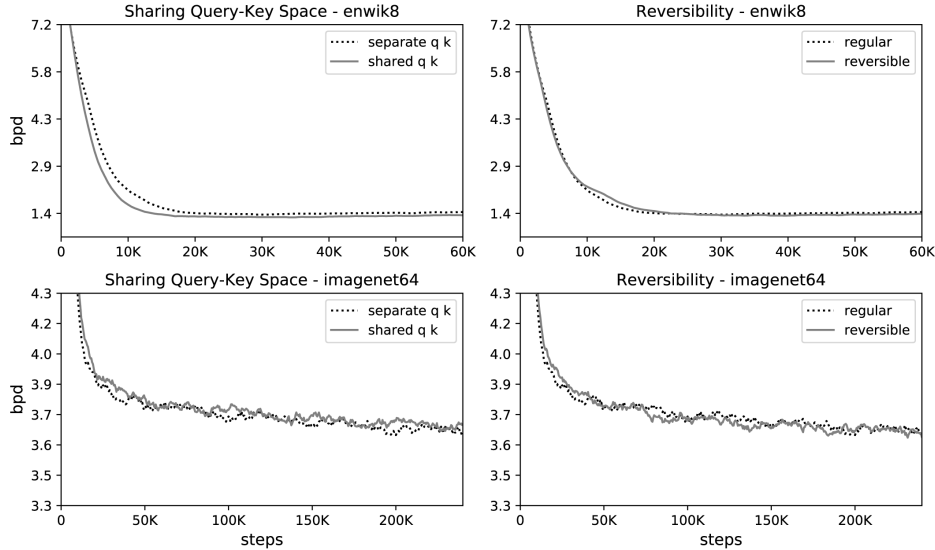 Sharing Query-Key Space - enwik8
7.2
5.8
4.3
2.9
1.4
bpd
separate q k
shared q k
0 10K 20K 30K 40K 50K 60K
Reversibility - enwik8
7.2
5.8
4.3
2.9
1.4
regular
reversible
0 10K 20K 30K 40K 50K 60K
Sharing Query-Key Space - imagenet64
4.3
4.2
4.0
3.9
3.7
3.6
3.5
3.3
bpd
separate q k
shared q k
0 50K 100K 150K 200K
steps
Reversibility - imagenet64
4.3
4.2
4.0
3.9
3.7
3.6
3.5
3.3
regular
reversible
0 50K 100K 150K 200K
steps